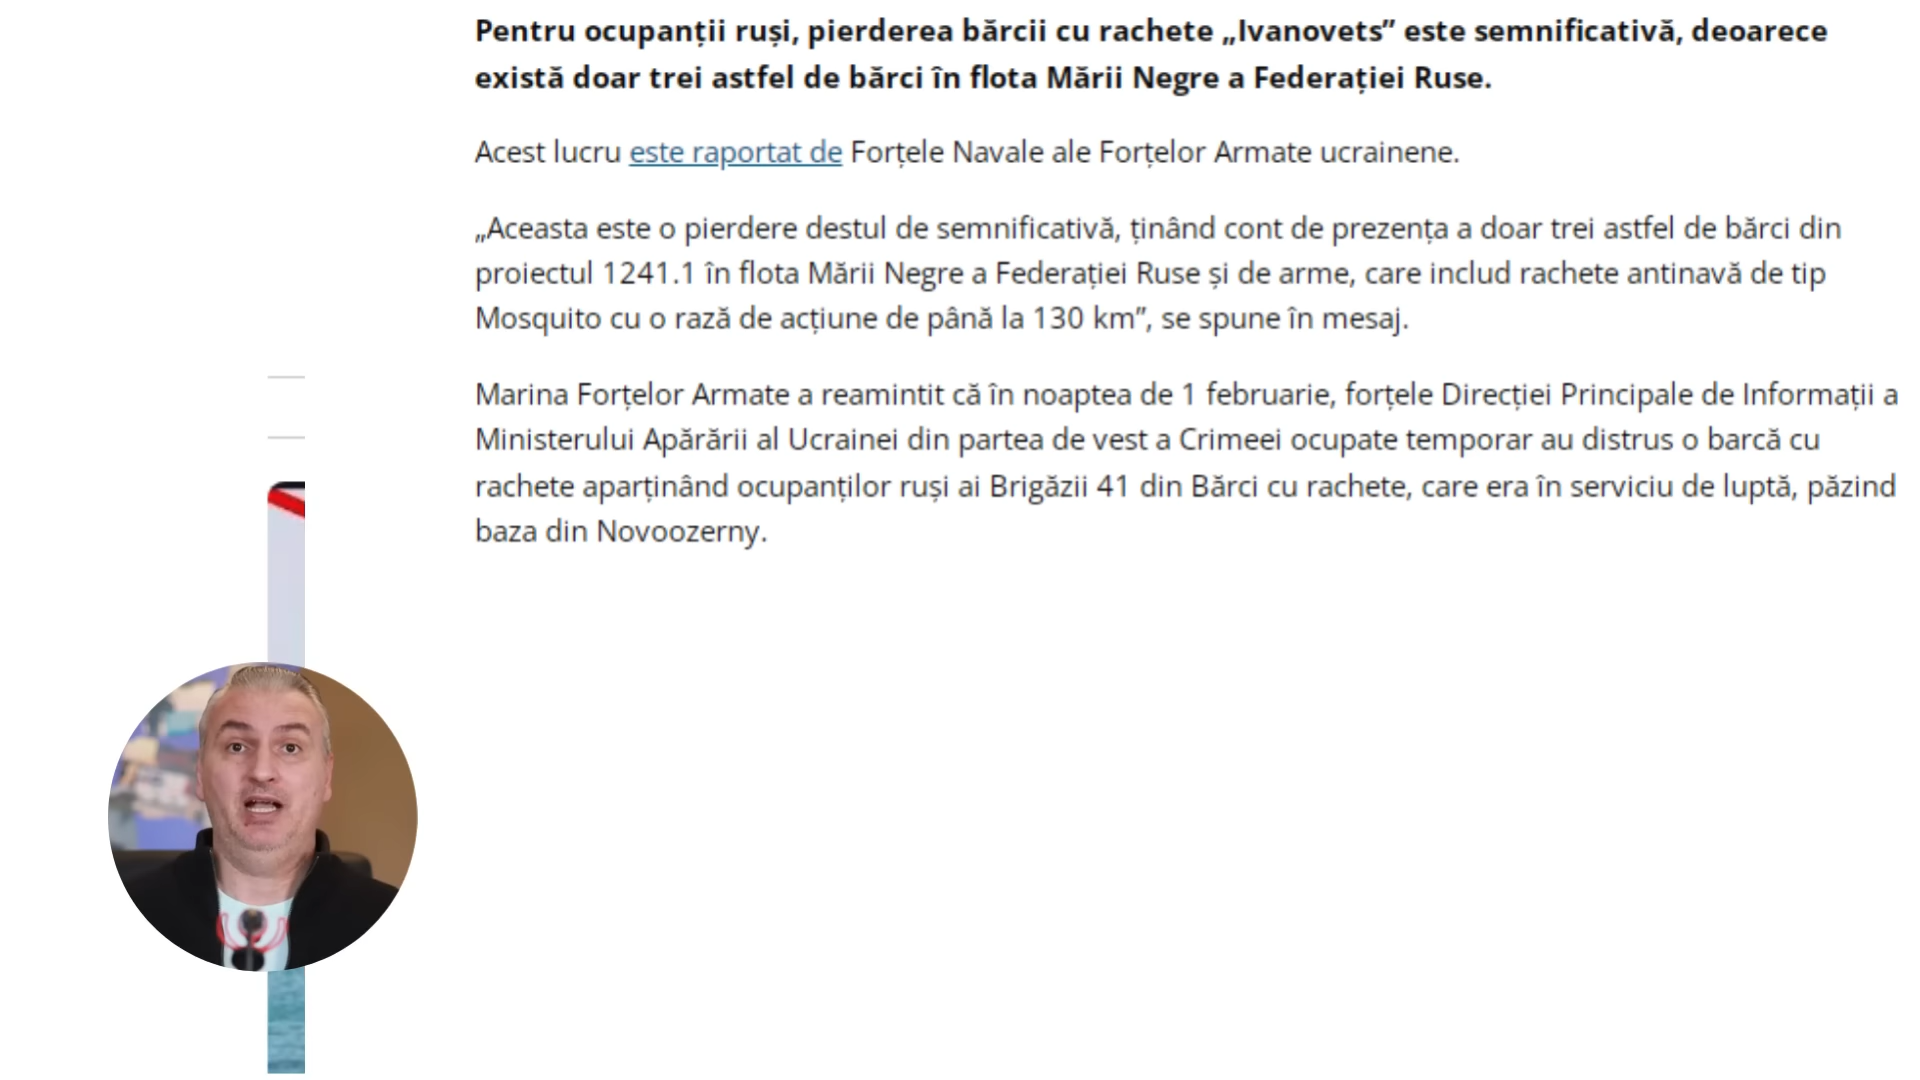 Pentru ocupanții ruși, pierderea bărcii cu rachete „Ivanovets” este semnificativă, deoarece
există doar trei astfel de bărci în flota Mării Negre a Federației Ruse.
Acest lucru este raportat de Forțele Navale ale Forțelor Armate ucrainene.
„Aceasta este o pierdere destul de semnificativă, ținând cont de prezența a doar trei astfel de bărci din
proiectul 1241.1 în flota Mării Negre a Federației Ruse și de arme, care includ rachete antinavă de tip
Mosquito cu o rază de acțiune de până la 130 km”, se spune în mesaj.
Marina Forțelor Armate a reamintit că în noaptea de 1 februarie, forțele Direcției Principale de Informații a
Ministerului Apărării al Ucrainei din partea de vest a Crimeei ocupate temporar au distrus o barcă cu
rachete aparținând ocupanților ruși ai Brigăzii 41 din Bărci cu rachete, care era în serviciu de luptă, păzind
baza din Novoozerny.